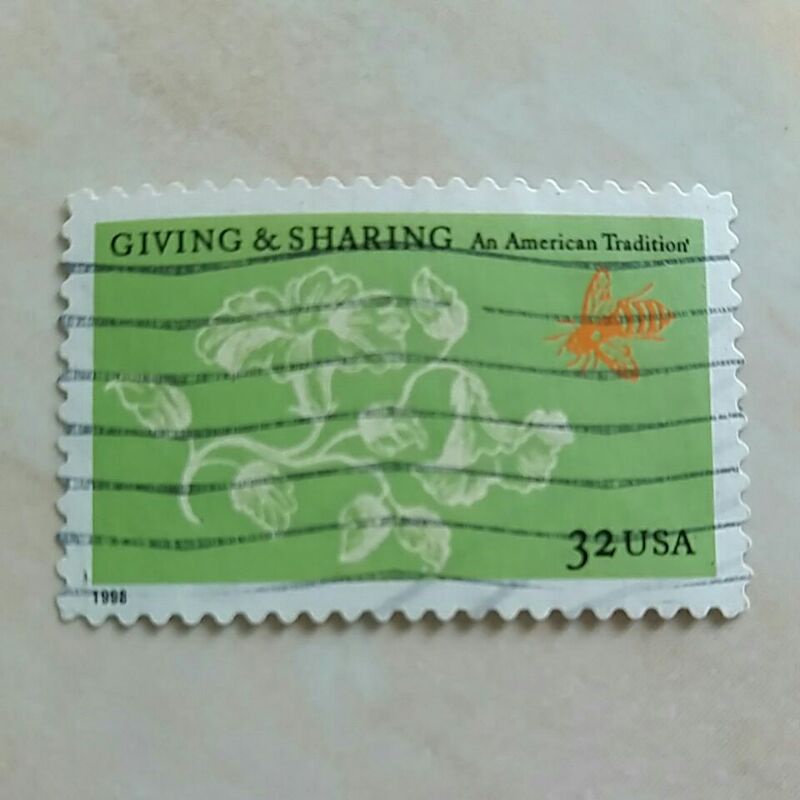 GIVING & SHARING An American Tradition
32USA
1998